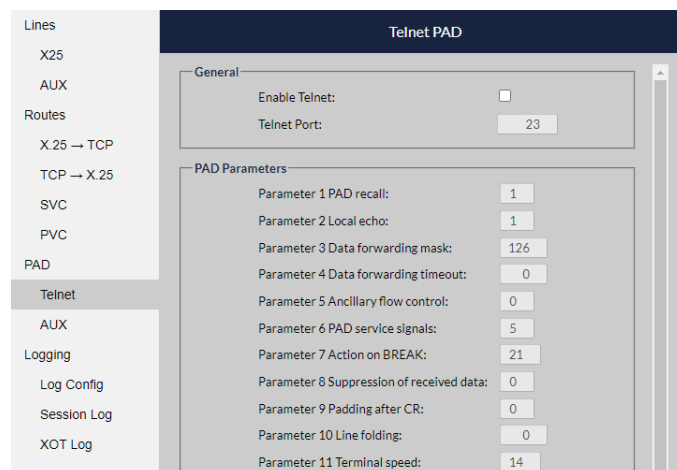 Lines
X25
AUX
Routes
X.25 → TCP
TCP → X.25
SVC
PVC
PAD
Telnet
AUX
Logging
Log Config
Session Log
XOT Log
Telnet PAD
General
Enable Telnet:
Telnet Port: 23
PAD Parameters
Parameter 1 PAD recall: 1
Parameter 2 Local echo: 1
Parameter 3 Data forwarding mask: 126
Parameter 4 Data forwarding timeout: 0
Parameter 5 Ancillary flow control: 0
Parameter 6 PAD service signals: 5
Parameter 7 Action on BREAK: 21
Parameter 8 Suppression of received data: 0
Parameter 9 Padding after CR: 0
Parameter 10 Line folding: 0
Parameter 11 Terminal speed: 14